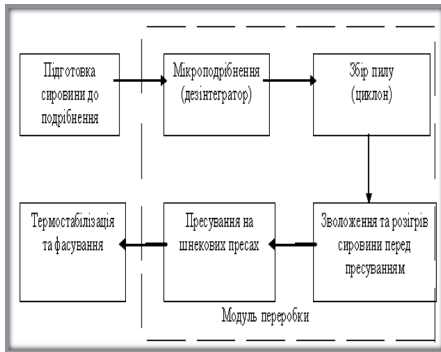 Підготовка
сировини до
подрібнення
Мікроподрібнення
(дезінтегратор)
Збір пилу
(циклон)
Термостабілізація
та фасування
Пресування на
шнекових пресах
Зволоження та розігрів
сировини перед
пресуванням
Модуль переробки